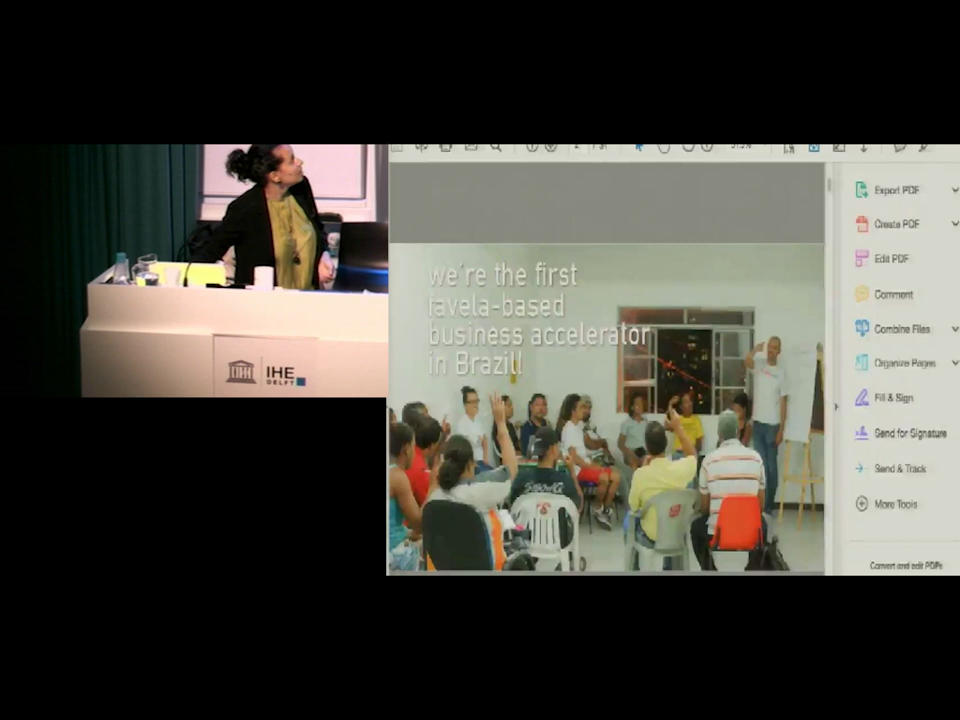 IHE
DELFT
we're the first
favela-based
business accelerator
in Brazil!
Export PDF
Create PDF
Edit PDF
Comment
Combine Files
Organize Pages
Fill & Sign
Send for Signature
Send & Track
More Tools
Convert and edit PDFs